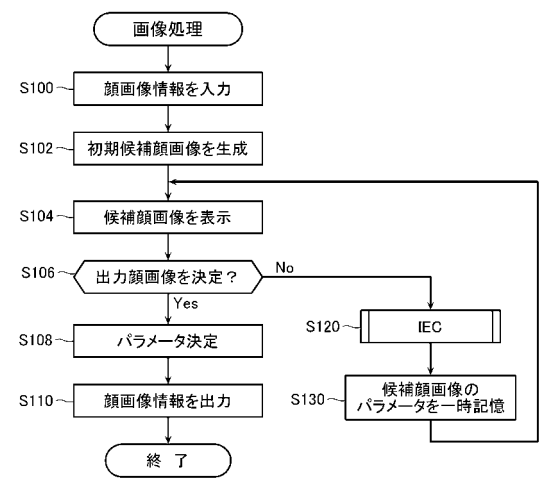 画像処理
S100
顔画像情報を入力
S102
初期候補顔画像を生成
S104
候補顔画像を表示
S106
出力顔画像を決定？
No
Yes
S108
パラメータ決定
S120
IEC
S110
顔画像情報を出力
S130
候補顔画像の
パラメータを一時記憶
終了